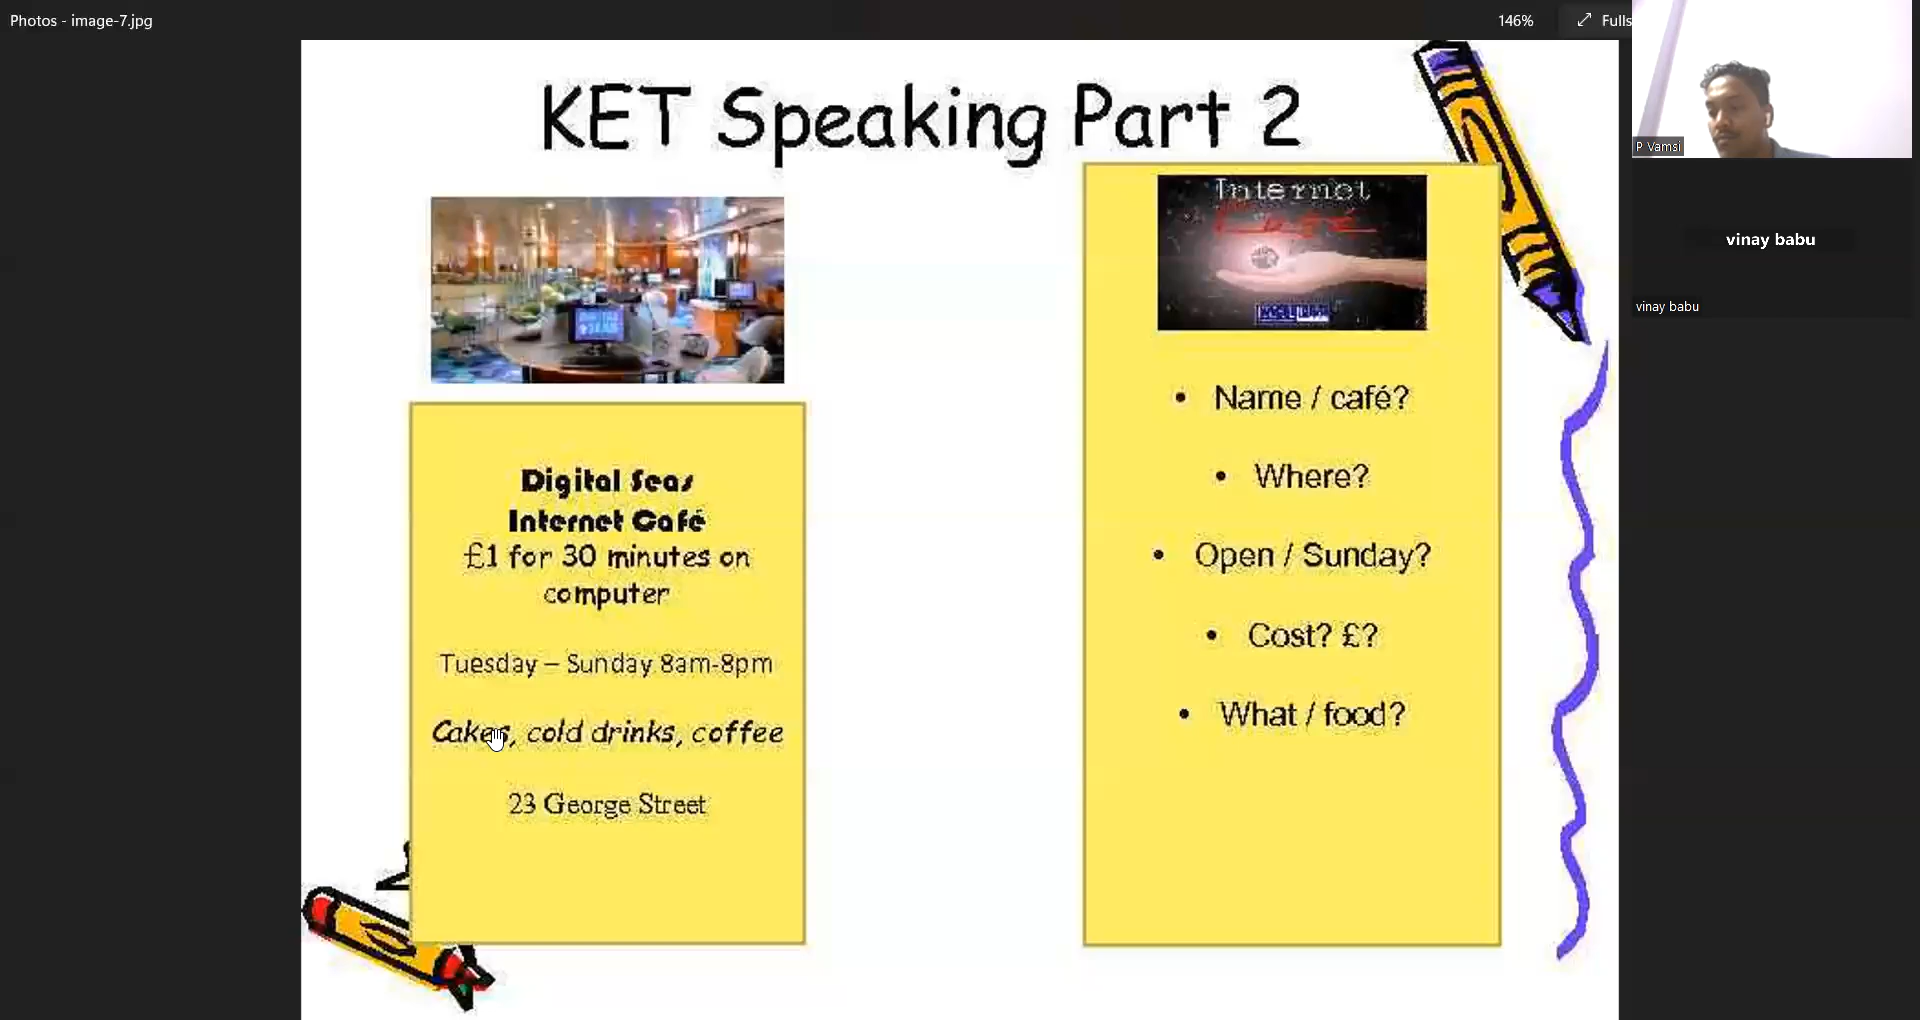 Photos - image-7.jpg
146%
Fulls
KET Speaking Part 2
P Vamsi
vinay babu
vinay babu
Digital Seas
Internet Café
£1 for 30 minutes on
computer
Tuesday – Sunday 8am-8pm
Cakes, cold drinks, coffee
23 George Street
Internet
Café
• Name / café?
• Where?
• Open / Sunday?
• Cost? £?
• What / food?